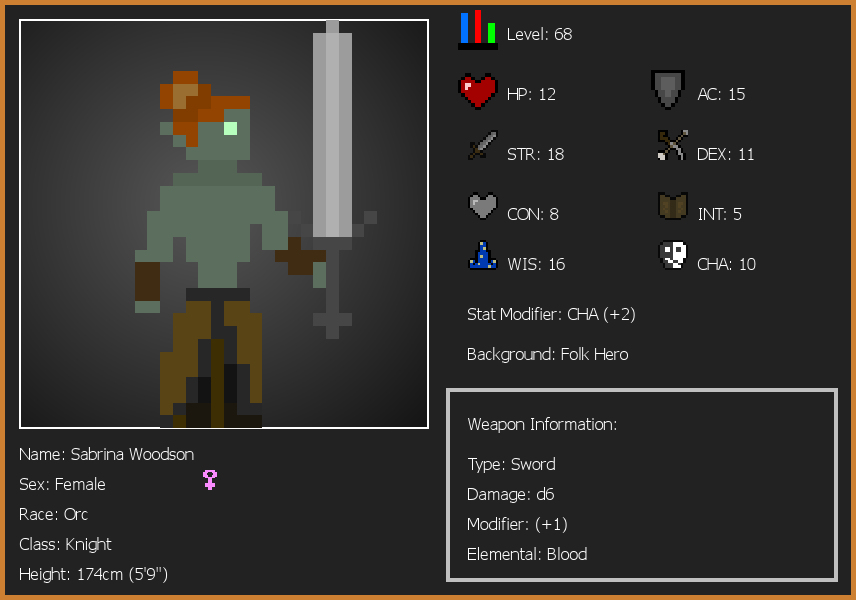 Level: 68
HP: 12
AC: 15
STR: 18
DEX: 11
CON: 8
INT: 5
WIS: 16
CHA: 10
Stat Modifier: CHA (+2)
Background: Folk Hero
Weapon Information:
Type: Sword
Damage: d6
Modifier: (+1)
Elemental: Blood
Name: Sabrina Woodson
Sex: Female
Race: Orc
Class: Knight
Height: 174cm (5'9")